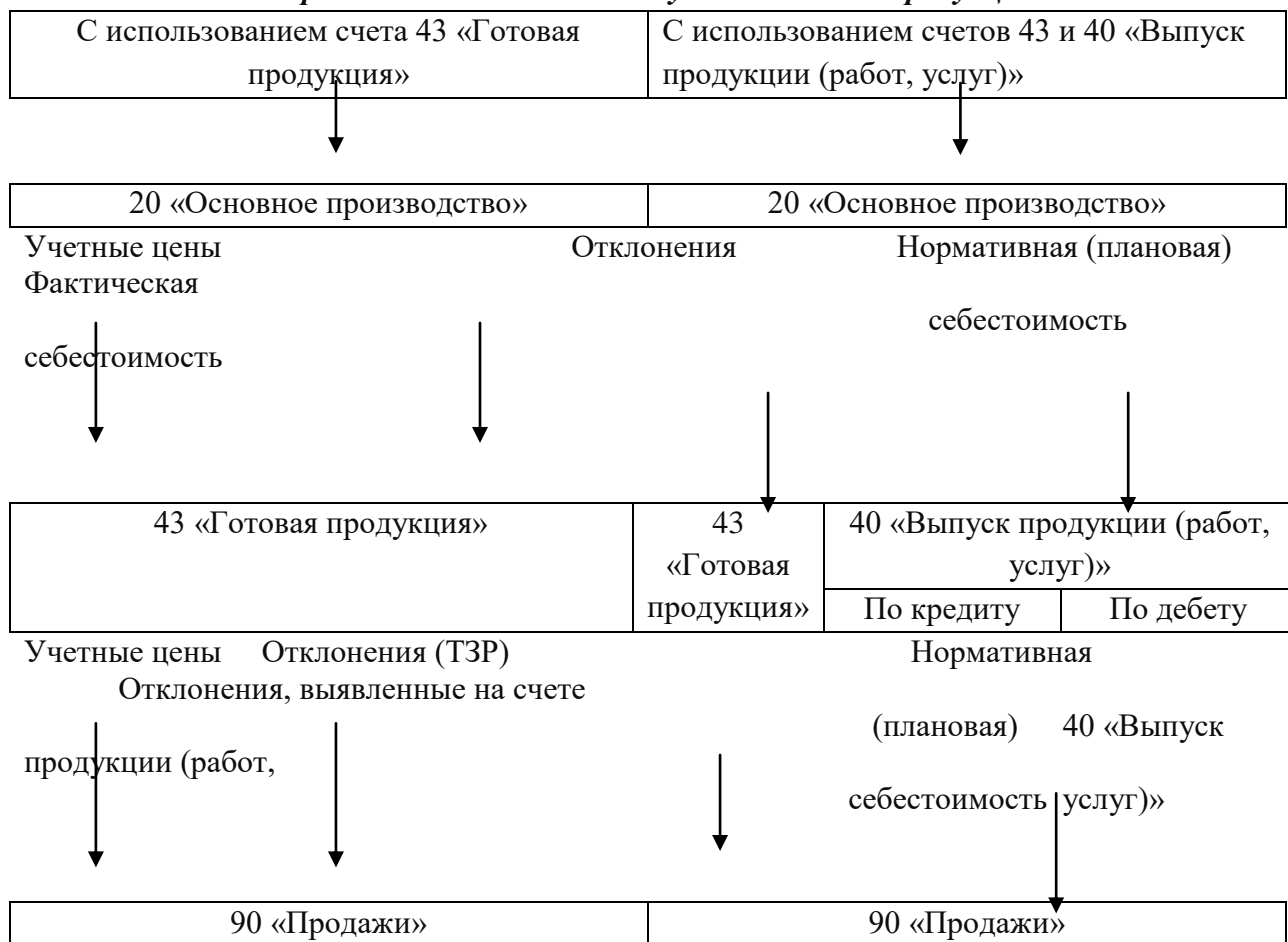 С использованием счета 43 «Готовая
продукция»
С использованием счетов 43 и 40 «Выпуск
продукции (работ, услуг)»
20 «Основное производство»
20 «Основное производство»
Учетные цены Отклонения Нормативная (плановая)
Фактическая
себестоимость
себестоимость
43 «Готовая продукция»
43
«Готовая
продукция»
40 «Выпуск продукции (работ,
услуг)»
По кредиту
По дебету
Учетные цены Отклонения (ТЗР) Нормативная
Отклонения, выявленные на счете
(плановая) 40 «Выпуск
продукции (работ,
себестоимость услуг)»
90 «Продажи»
90 «Продажи»